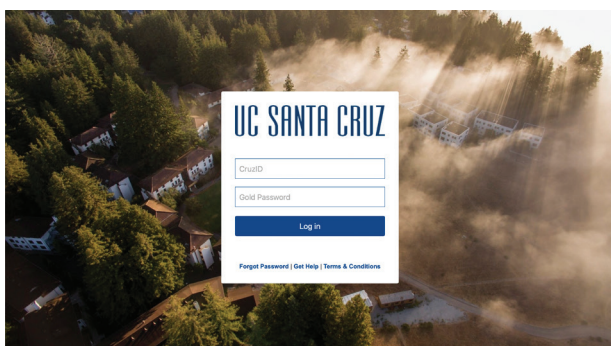 UC SANTA CRUZ
CruzID
Gold Password
Log in
Forgot Password | Get Help | Terms & Conditions